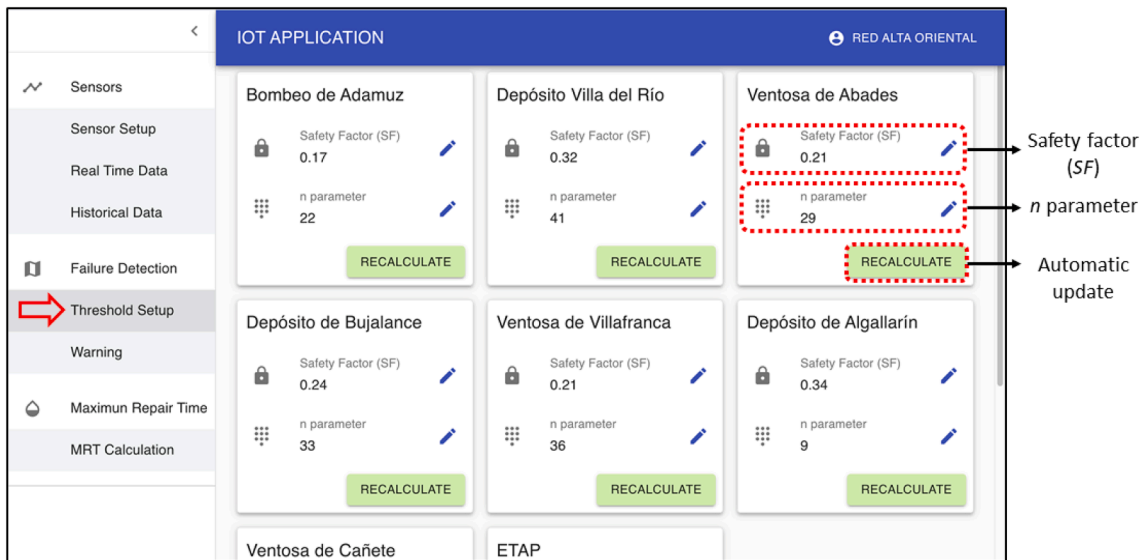 IOT APPLICATION
RED ALTA ORIENTAL
Sensors
Sensor Setup
Real Time Data
Historical Data
Failure Detection
Threshold Setup
Warning
Maximun Repair Time
MRT Calculation
Bombeo de Adamuz
Safety Factor (SF)
0.17
n parameter
22
RECALCULATE
Depósito Villa del Río
Safety Factor (SF)
0.32
n parameter
41
RECALCULATE
Ventosa de Abades
Safety Factor (SF)
0.21
n parameter
29
RECALCULATE
Safety factor
(SF)
n parameter
Automatic
update
Depósito de Bujalance
Safety Factor (SF)
0.24
n parameter
33
RECALCULATE
Ventosa de Villafranca
Safety Factor (SF)
0.21
n parameter
36
RECALCULATE
Depósito de Algallarín
Safety Factor (SF)
0.34
n parameter
9
RECALCULATE
Ventosa de Cañete
ETAP